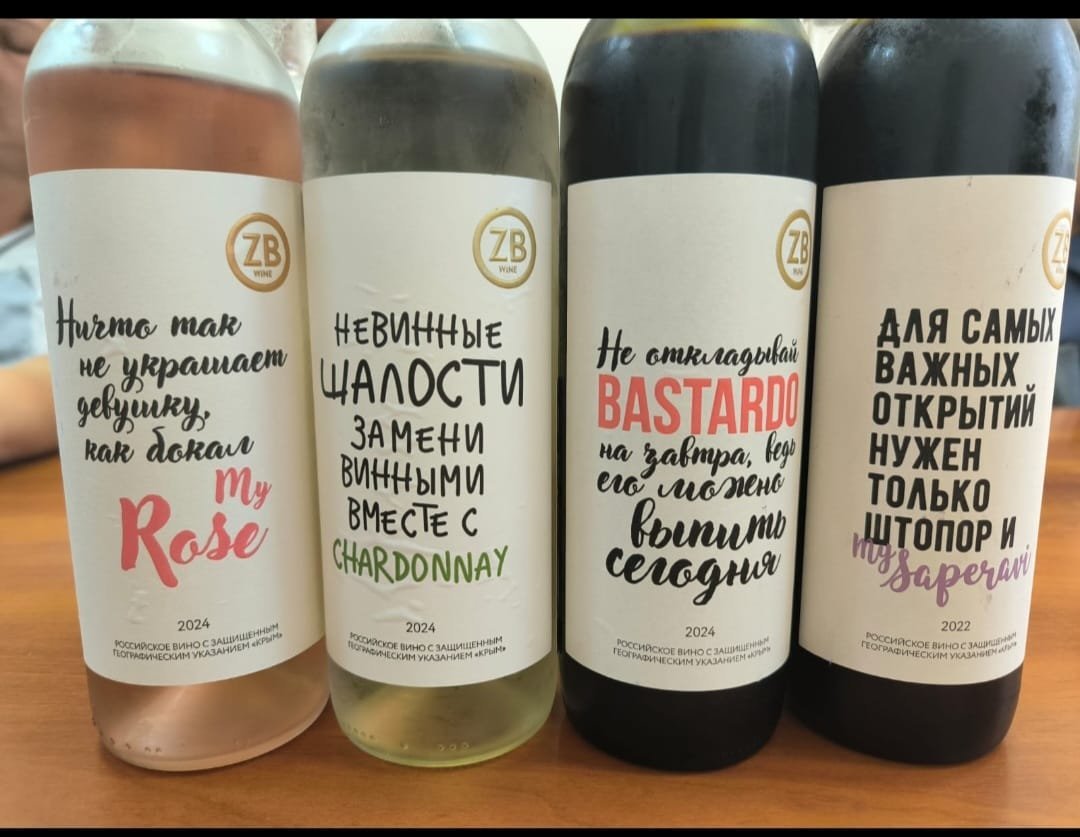 ZB
WINE
Ничто так
не украшает
девушку,
как бокал
My
Rose
2024
РОССИЙСКОЕ ВИНО С ЗАЩИЩЕННЫМ
ГЕОГРАФИЧЕСКИМ УКАЗАНИЕМ «КРЫМ»
ZB
WINE
НЕВИННЫЕ
ШАЛОСТИ
ЗАМЕНИ
ВИННЫМИ
ВМЕСТЕ С
CHARDONNAY
2024
РОССИЙСКОЕ ВИНО С ЗАЩИЩЕННЫМ
ГЕОГРАФИЧЕСКИМ УКАЗАНИЕМ «КРЫМ»
ZB
WINE
Не откладывай
BASTARDO
на завтра, ведь
его можно
выпить
сегодня
2024
РОССИЙСКОЕ ВИНО С ЗАЩИЩЕННЫМ
ГЕОГРАФИЧЕСКИМ УКАЗАНИЕМ «КРЫМ»
ZB
WINE
ДЛЯ САМЫХ
ВАЖНЫХ
ОТКРЫТИЙ
НУЖЕН
ТОЛЬКО
ШТОПОР И
my Saperavi
2022
РОССИЙСКОЕ ВИНО С ЗАЩИЩЕННЫМ
ГЕОГРАФИЧЕСКИМ УКАЗАНИЕМ «КРЫМ»